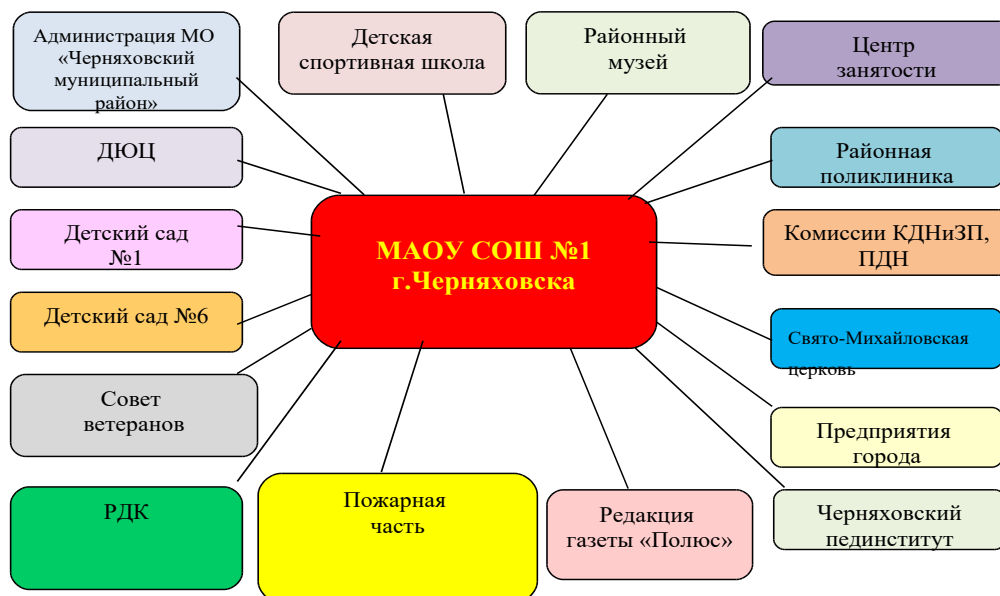 Администрация МО
«Черняховский
муниципальный
район»
Детская
спортивная школа
Районный
музей
Центр
занятости
ДЮЦ
Районная
поликлиника
Детский сад
№1
МАОУ СОШ №1
г.Черняховска
Комиссии КДНиЗП,
ПДН
Детский сад №6
Свято-Михайловская
церковь
Совет
ветеранов
Предприятия
города
РДК
Пожарная
часть
Редакция
газеты «Полюс»
Черняховский
пединститут